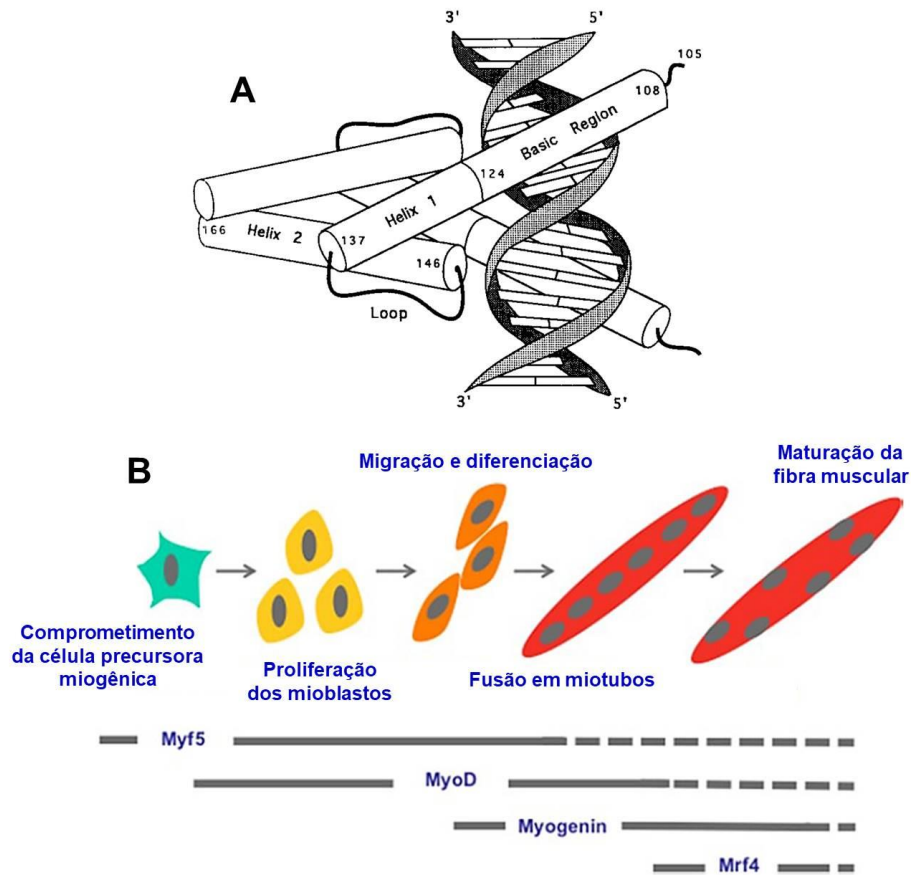 3'
5'
A
105
108
Basic Region
124
Helix 1
166
Helix 2
137
146
Loop
3'
5'
B
Migração e diferenciação
Maturação da
fibra muscular
Comprometimento
da célula precursora
miogênica
Proliferação
dos mioblastos
Fusão em miotubos
Myf5
MyoD
Myogenin
Mrf4